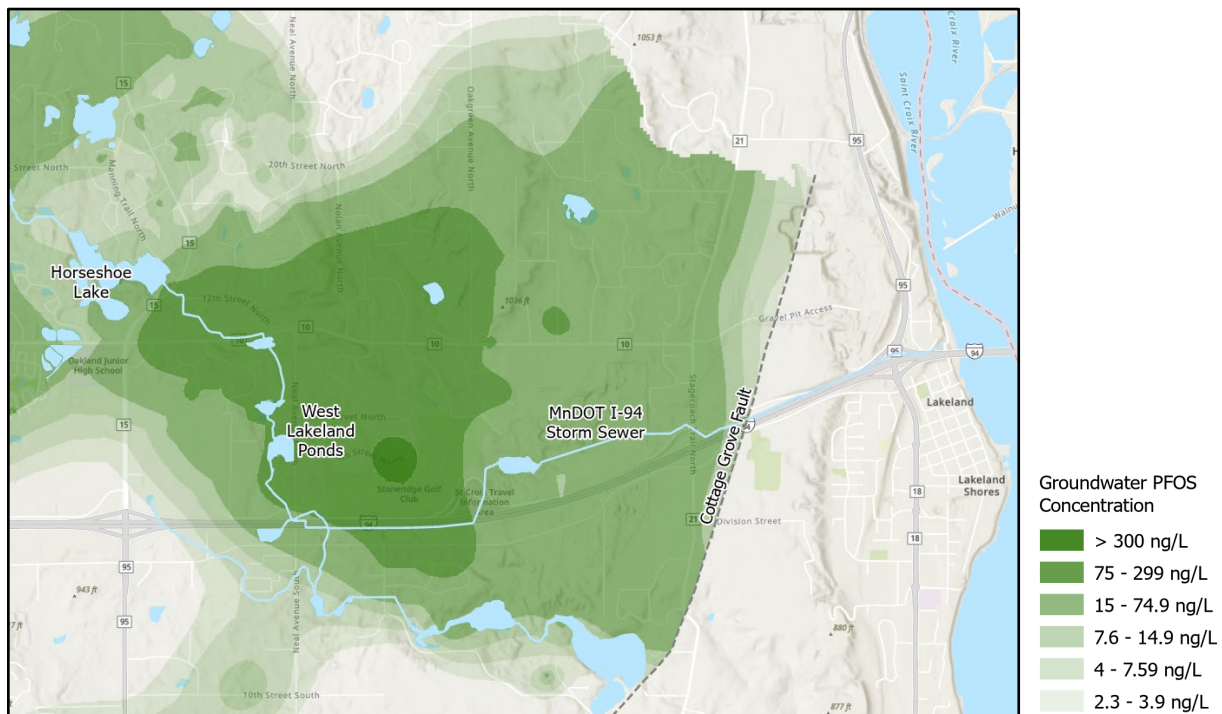 1053 ft
Croix River
Saint Croix River
Neal Avenue North
15
Oakgreen Avenue North
21
95
Street North
20th Street North
Manning Trail North
15
Nolan Avenue North
Horseshoe
Lake
15
12th Street North
1036 ft
95
Gravel Pit Access
10
10
10
95
94
Oakland Junior
High School
Stagecoach Trail North
Lakeland
MnDOT I-94
Storm Sewer
West
Lakeland
Ponds
94
15
Cottage Grove Fault
Stoneridge Golf
Club
St Croix Travel
Information
Area
Lakeland
Shores
18
94
21
Division Street
18
95
943 ft
Neal Avenue South
95
880 ft
10th Street South
877 ft
Groundwater PFOS
Concentration
> 300 ng/L
75 - 299 ng/L
15 - 74.9 ng/L
7.6 - 14.9 ng/L
4 - 7.59 ng/L
2.3 - 3.9 ng/L